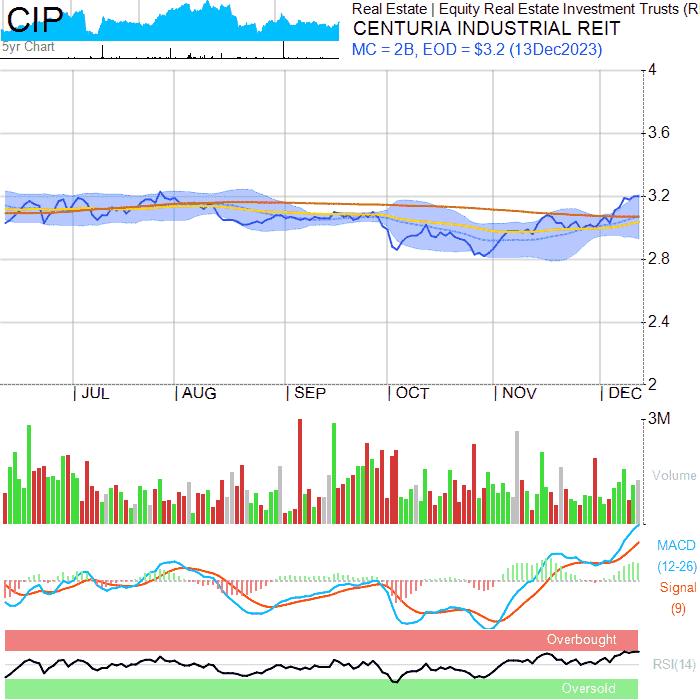 CIP
5yr Chart
Real Estate | Equity Real Estate Investment Trusts (R
CENTURIA INDUSTRIAL REIT
MC = 2B, EOD = $3.2 (13Dec2023)
4
3.6
3.2
2.8
2.4
2
| JUL | AUG | SEP | OCT | NOV | DEC
3M
Volume
MACD
(12-26)
Signal
(9)
Overbought
RSI(14)
Oversold